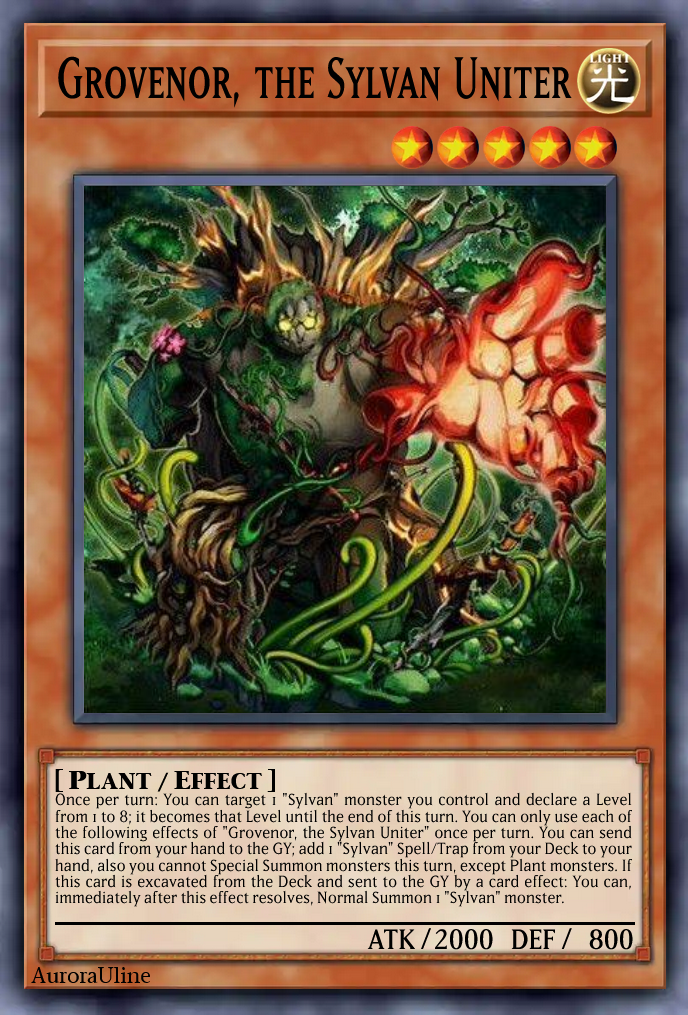 Grovenor, the Sylvan Uniter
LIGHT
光
[ Plant / Effect ]
Once per turn: You can target 1 "Sylvan" monster you control and declare a Level
from 1 to 8; it becomes that Level until the end of this turn. You can only use each of
the following effects of "Grovenor, the Sylvan Uniter" once per turn. You can send
this card from your hand to the GY; add 1 "Sylvan" Spell/Trap from your Deck to your
hand, also you cannot Special Summon monsters this turn, except Plant monsters. If
this card is excavated from the Deck and sent to the GY by a card effect: You can,
immediately after this effect resolves, Normal Summon 1 "Sylvan" monster.
ATK / 2000 DEF / 800
AuroraUline